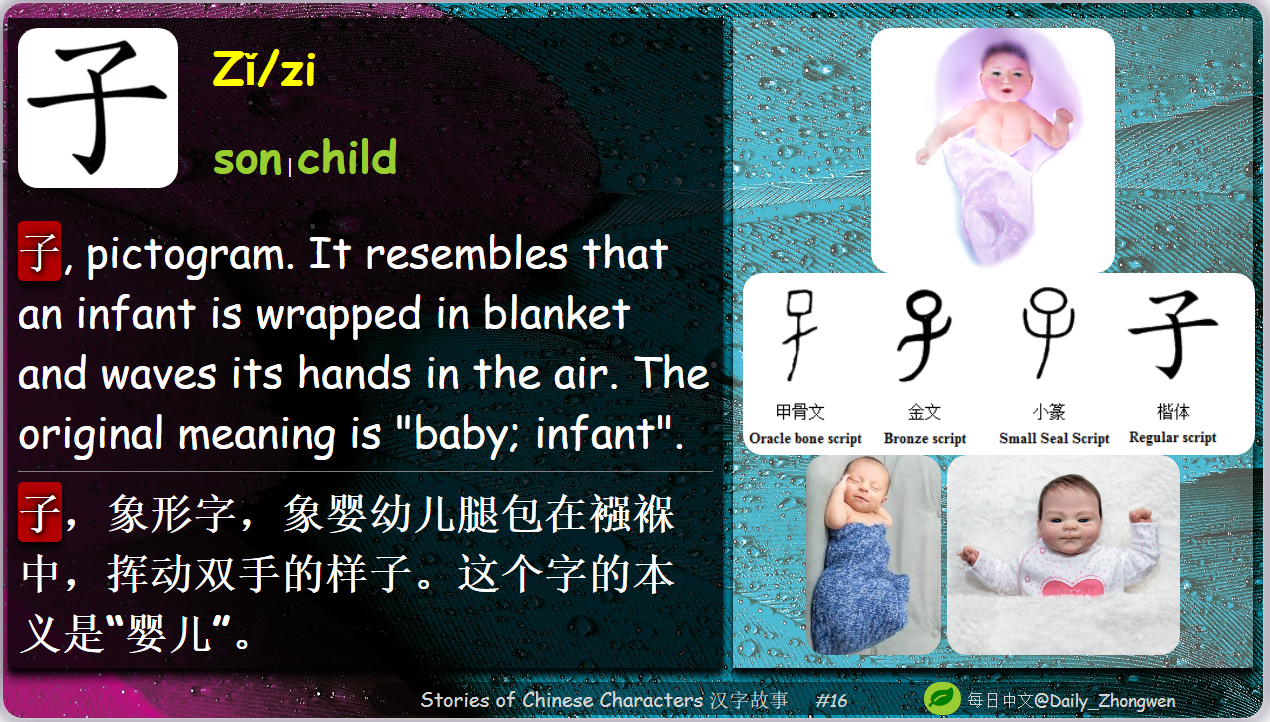 子
Zǐ/zi
son|child
子, pictogram. It resembles that
an infant is wrapped in blanket
and waves its hands in the air. The
original meaning is "baby; infant".
子，象形字，象婴幼儿腿包在襁褓
中，挥动双手的样子。这个字的本
义是“婴儿”。
子
甲骨文 金文 小篆 楷体
Oracle bone script Bronze script Small Seal Script Regular script
Stories of Chinese Characters 汉字故事 #16 每日中文@Daily_Zhongwen